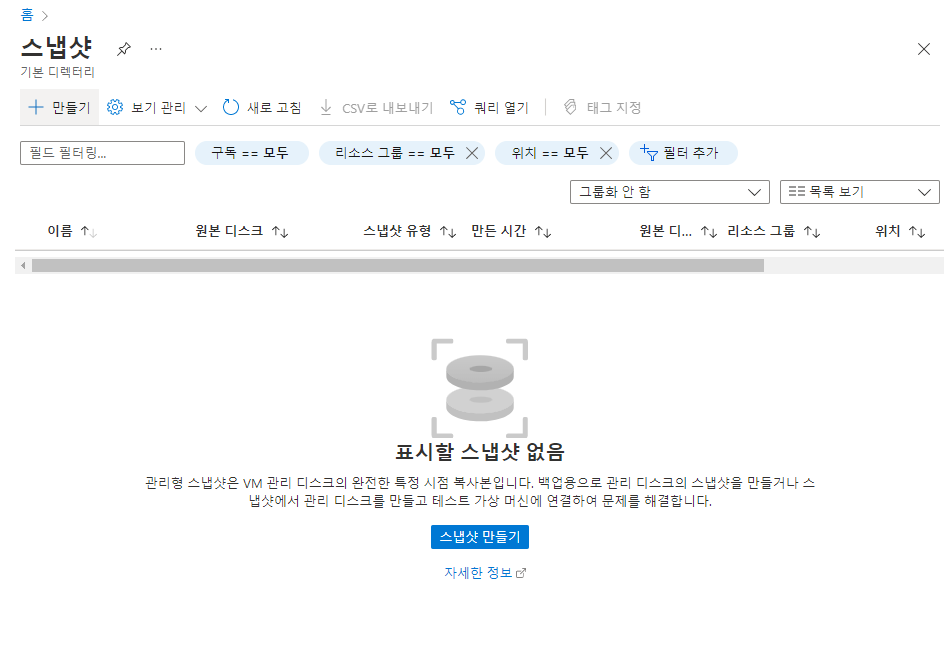 홈
스냅샷
기본 디렉터리
만들기 보기 관리 새로 고침 CSV로 내보내기 쿼리 열기 태그 지정
필드 필터링... 구독 == 모두 리소스 그룹 == 모두 위치 == 모두 필터 추가
그룹화 안 함 목록 보기
이름 원본 디스크 스냅샷 유형 만든 시간 원본 디... 리소스 그룹 위치
표시할 스냅샷 없음
관리형 스냅샷은 VM 관리 디스크의 완전한 특정 시점 복사본입니다. 백업용으로 관리 디스크의 스냅샷을 만들거나 스
냅샷에서 관리 디스크를 만들고 테스트 가상 머신에 연결하여 문제를 해결합니다.
스냅샷 만들기
자세한 정보